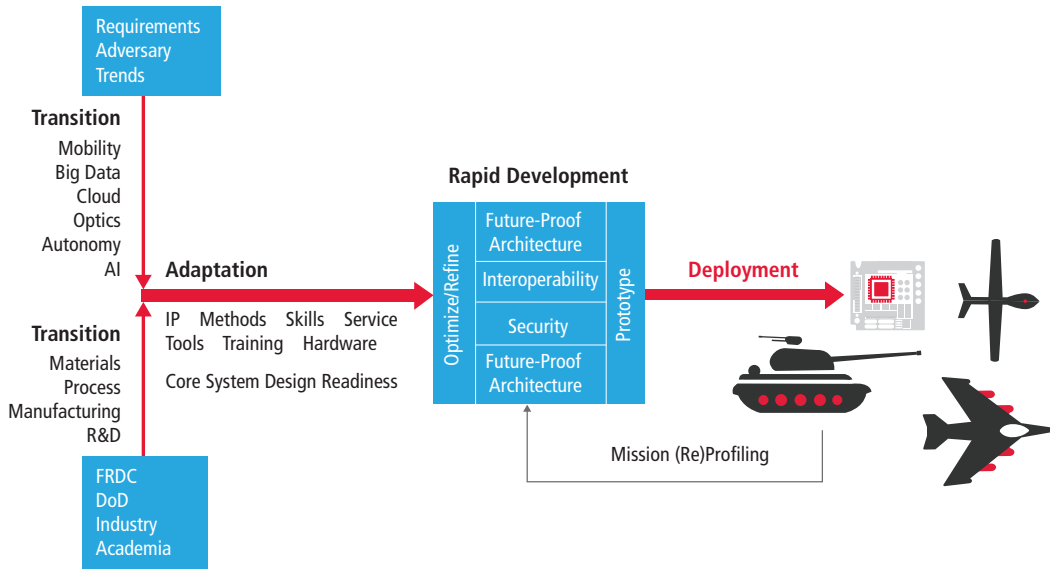 Requirements
Adversary
Trends
Transition
Mobility
Big Data
Cloud
Optics
Autonomy
AI
Adaptation
IP Methods Skills Service
Tools Training Hardware
Core System Design Readiness
Transition
Materials
Process
Manufacturing
R&D
FRDC
DoD
Industry
Academia
Rapid Development
Optimize/Refine
Future-Proof
Architecture
Interoperability
Security
Future-Proof
Architecture
Prototype
Deployment
Mission (Re)Profiling